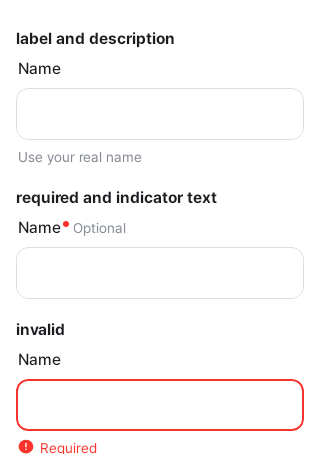 label and description
Name
Use your real name
required and indicator text
Name Optional
invalid
Name
Required